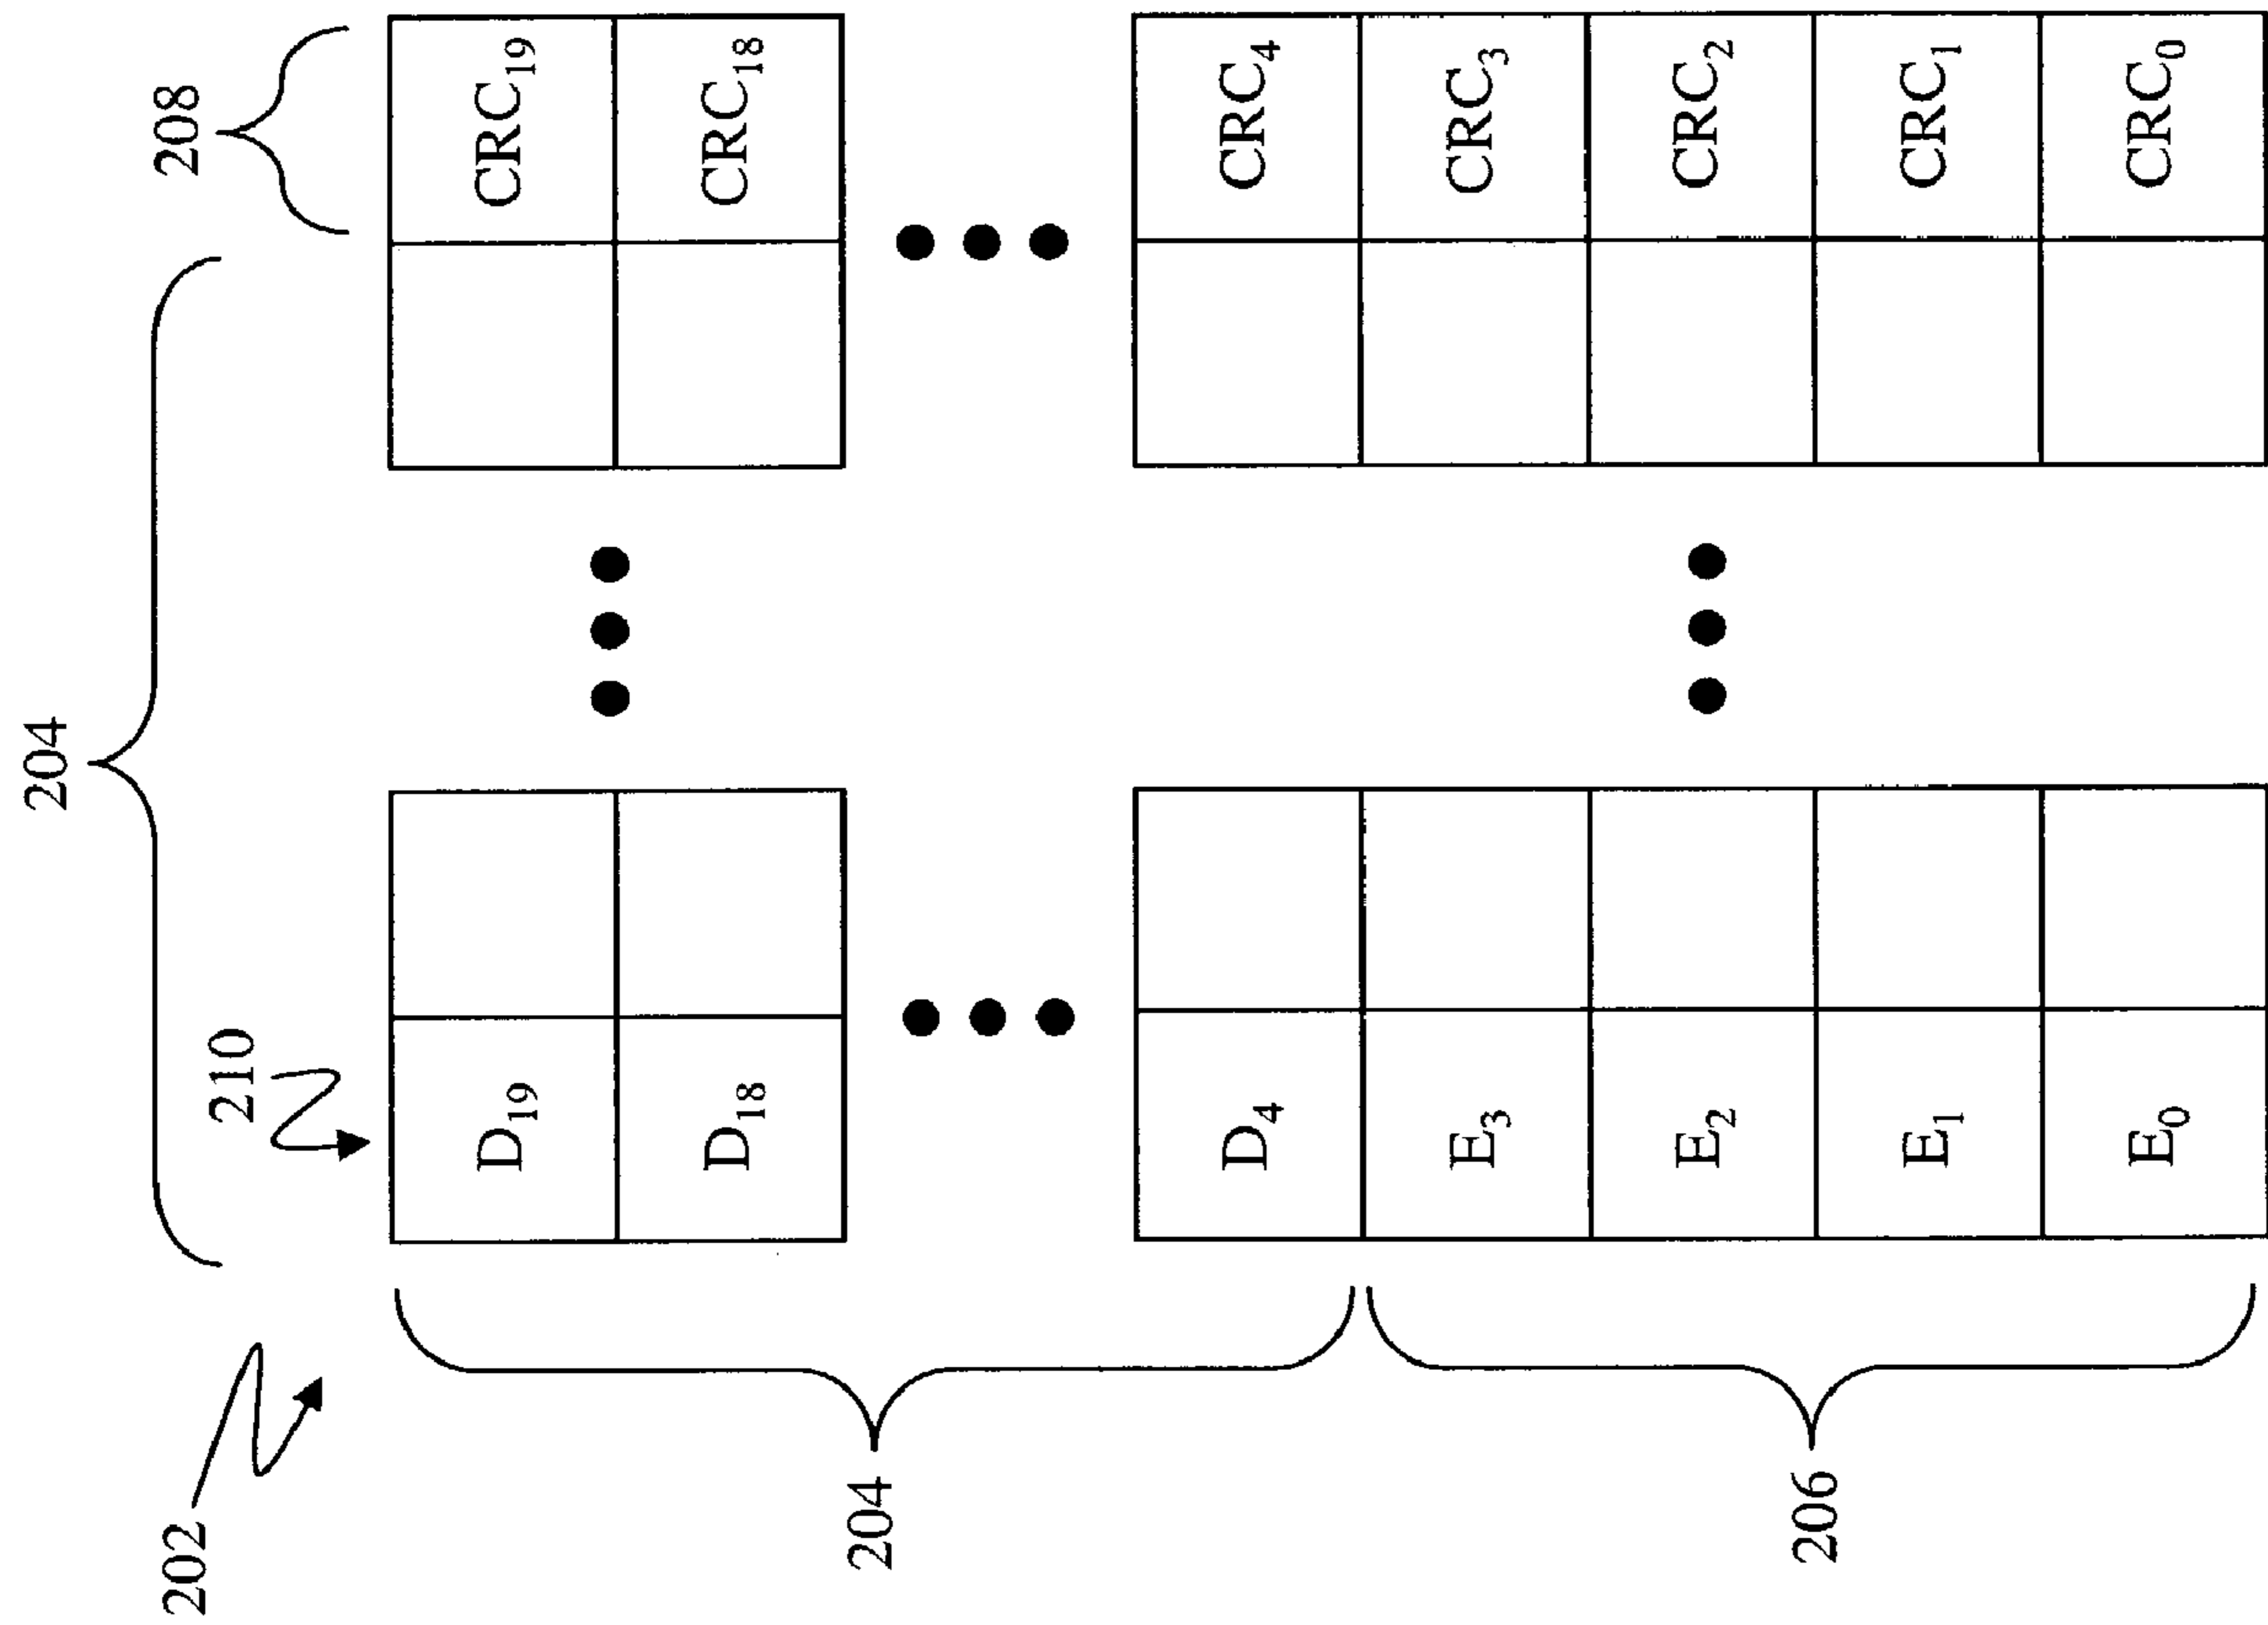 204
202
208
210
D₁₉ CRC₁₉
D₁₈ CRC₁₈
204
D₄ CRC₄
E₃ CRC₃
E₂ CRC₂
206
E₁ CRC₁
E₀ CRC₀